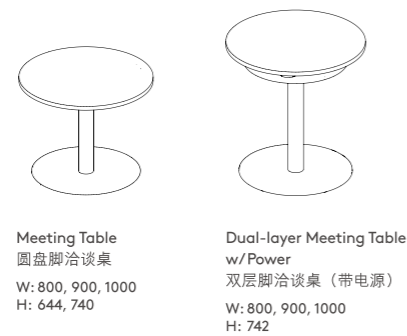 Meeting Table
圆盘脚洽谈桌
W: 800, 900, 1000
H: 644, 740
Dual-layer Meeting Table
w/Power
双层脚洽谈桌（带电源）
W: 800, 900, 1000
H: 742